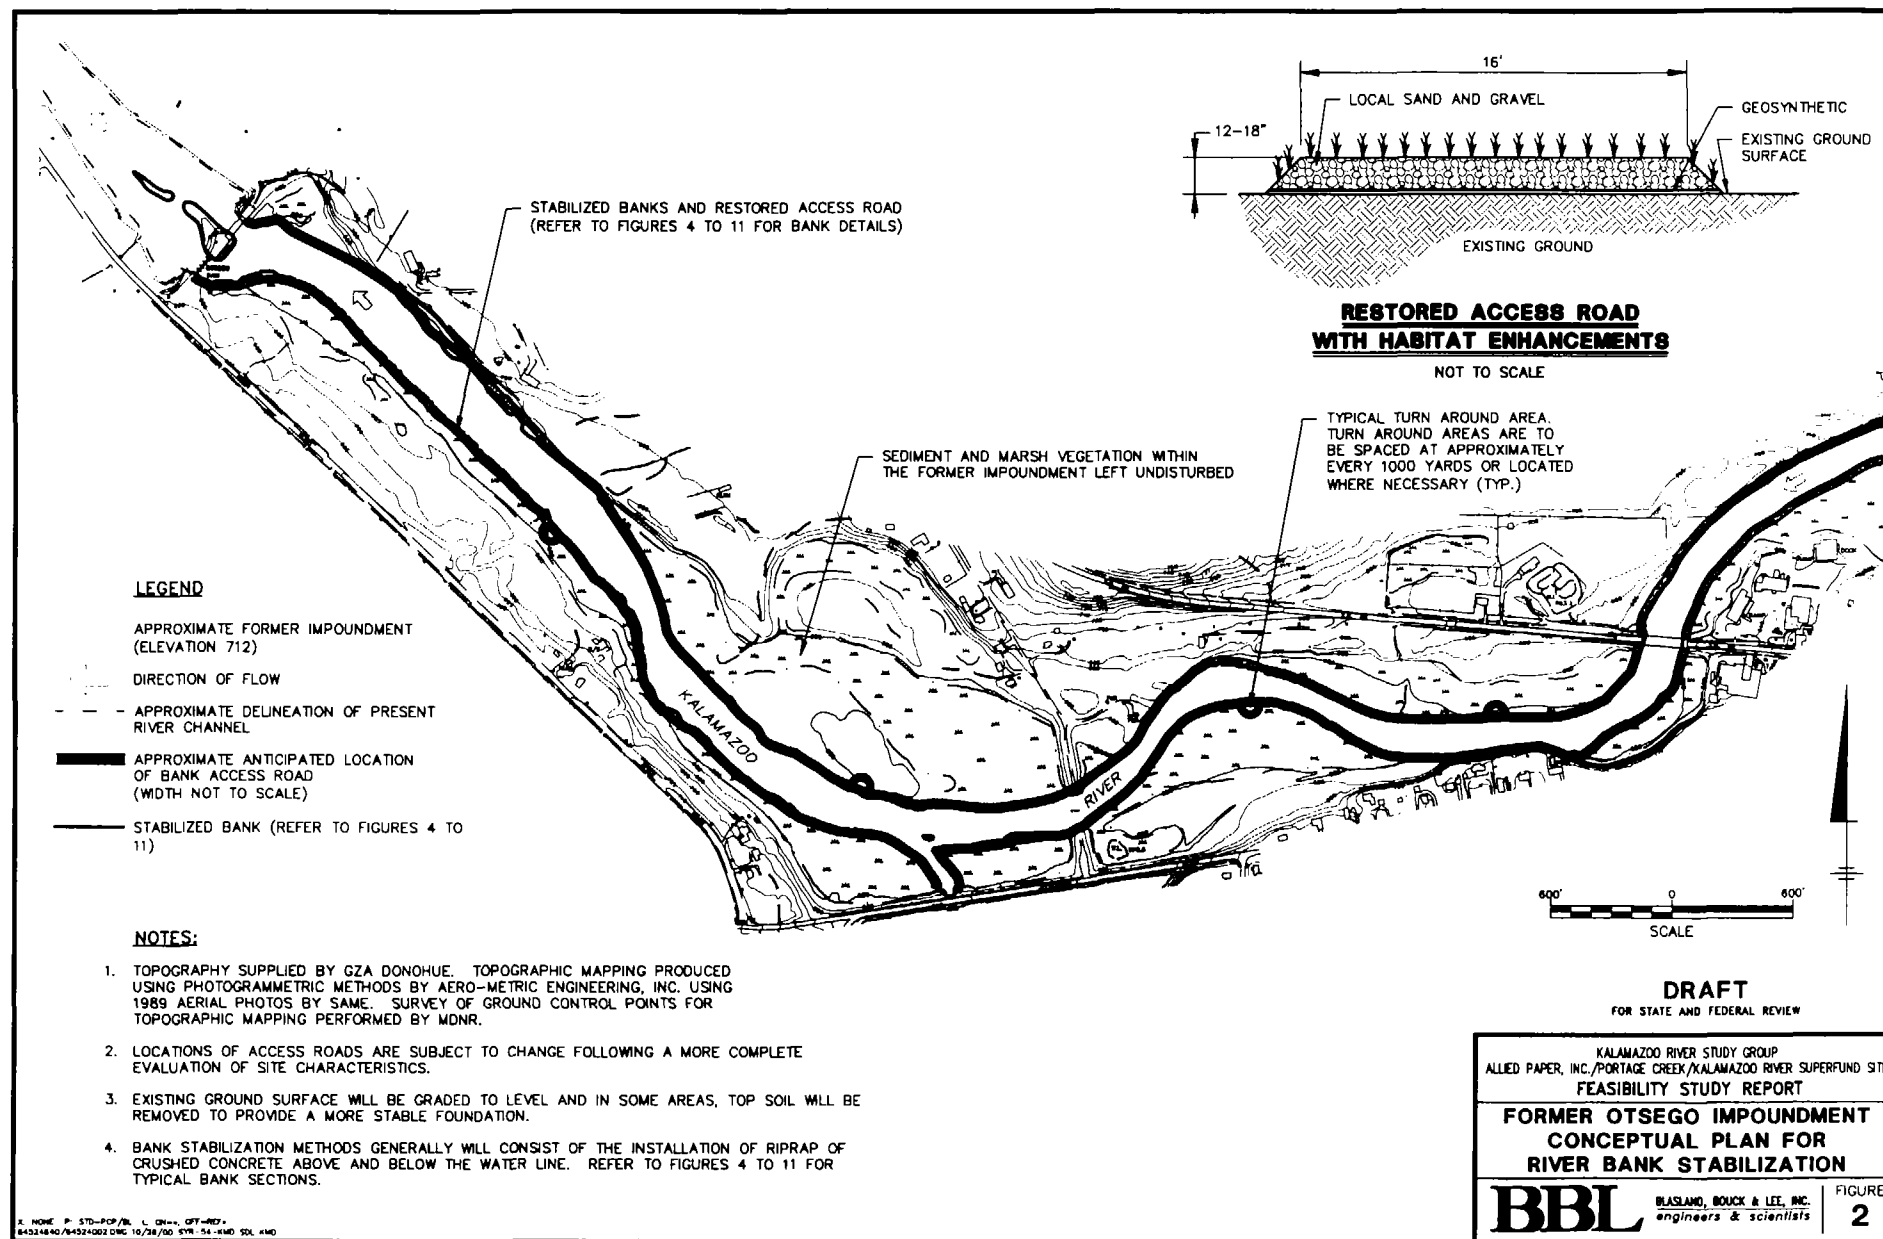 16'
LOCAL SAND AND GRAVEL
GEOSYNTHETIC
12-18"
EXISTING GROUND
SURFACE
EXISTING GROUND
RESTORED ACCESS ROAD
WITH HABITAT ENHANCEMENTS
NOT TO SCALE
STABILIZED BANKS AND RESTORED ACCESS ROAD
(REFER TO FIGURES 4 TO 11 FOR BANK DETAILS)
SEDIMENT AND MARSH VEGETATION WITHIN
THE FORMER IMPOUNDMENT LEFT UNDISTURBED
TYPICAL TURN AROUND AREA.
TURN AROUND AREAS ARE TO
BE SPACED AT APPROXIMATELY
EVERY 1000 YARDS OR LOCATED
WHERE NECESSARY (TYP.)
KALAMAZOO
RIVER
LEGEND
APPROXIMATE FORMER IMPOUNDMENT
(ELEVATION 712)
DIRECTION OF FLOW
APPROXIMATE DELINEATION OF PRESENT
RIVER CHANNEL
APPROXIMATE ANTICIPATED LOCATION
OF BANK ACCESS ROAD
(WIDTH NOT TO SCALE)
STABILIZED BANK (REFER TO FIGURES 4 TO
11)
600' 0 600'
SCALE
NOTES:
1. TOPOGRAPHY SUPPLIED BY GZA DONOHUE. TOPOGRAPHIC MAPPING PRODUCED
USING PHOTOGRAMMETRIC METHODS BY AERO-METRIC ENGINEERING, INC. USING
1989 AERIAL PHOTOS BY SAME. SURVEY OF GROUND CONTROL POINTS FOR
TOPOGRAPHIC MAPPING PERFORMED BY MDNR.
2. LOCATIONS OF ACCESS ROADS ARE SUBJECT TO CHANGE FOLLOWING A MORE COMPLETE
EVALUATION OF SITE CHARACTERISTICS.
3. EXISTING GROUND SURFACE WILL BE GRADED TO LEVEL AND IN SOME AREAS, TOP SOIL WILL BE
REMOVED TO PROVIDE A MORE STABLE FOUNDATION.
4. BANK STABILIZATION METHODS GENERALLY WILL CONSIST OF THE INSTALLATION OF RIPRAP OF
CRUSHED CONCRETE ABOVE AND BELOW THE WATER LINE. REFER TO FIGURES 4 TO 11 FOR
TYPICAL BANK SECTIONS.
DRAFT
FOR STATE AND FEDERAL REVIEW
KALAMAZOO RIVER STUDY GROUP
ALLIED PAPER, INC./PORTAGE CREEK/KALAMAZOO RIVER SUPERFUND SIT
FEASIBILITY STUDY REPORT
FORMER OTSEGO IMPOUNDMENT
CONCEPTUAL PLAN FOR
RIVER BANK STABILIZATION
BBL
BLASLAND, BOUCK & LEE, INC.
engineers & scientists
FIGURE
2